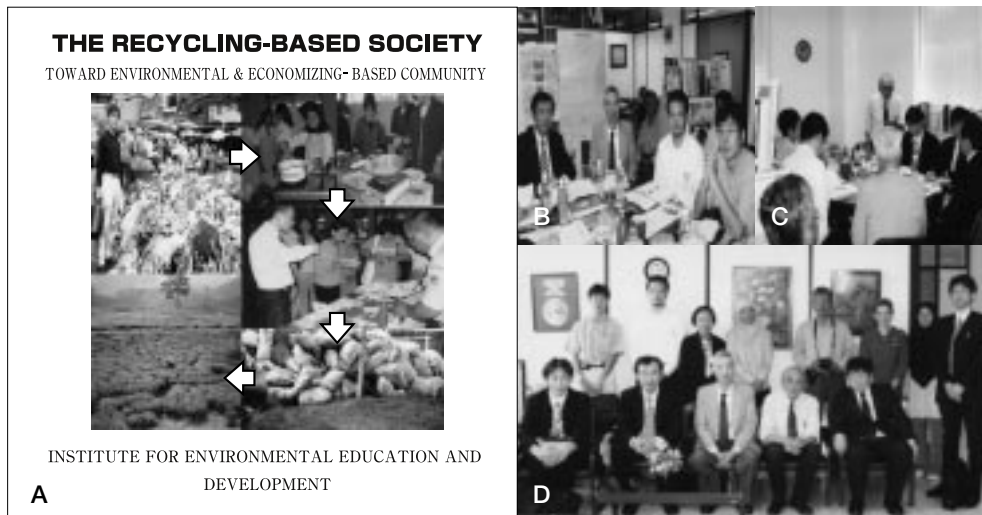 THE RECYCLING-BASED SOCIETY
TOWARD ENVIRONMENTAL & ECONOMIZING-BASED COMMUNITY
INSTITUTE FOR ENVIRONMENTAL EDUCATION AND
DEVELOPMENT
A
B
C
D